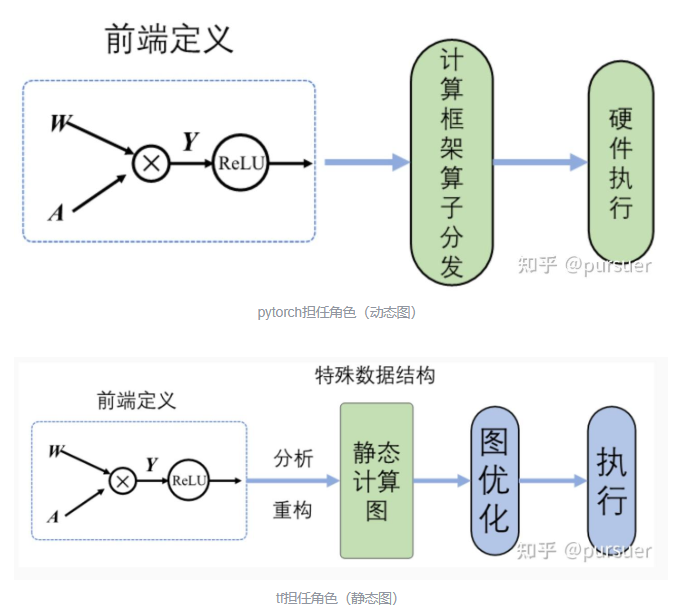 前端定义
W
Y
×
ReLU
A
计算框架算子分发
硬件执行
知乎 @pursuer
pytorch担任角色（动态图）
特殊数据结构
前端定义
W
Y
×
ReLU
A
分析
重构
静态
计算
图
图优化
执行
知乎 @pursuer
tf担任角色（静态图）